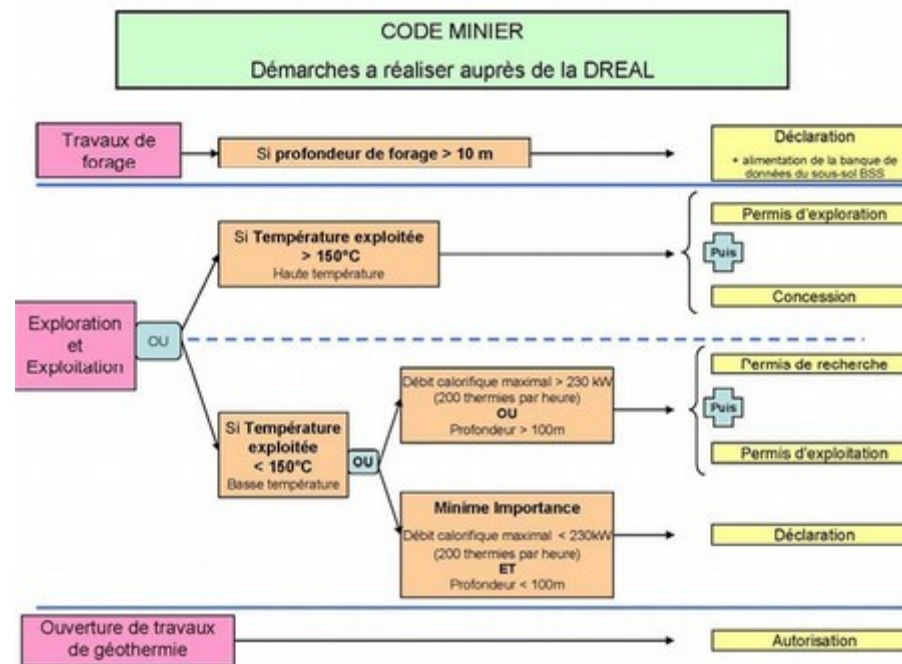 CODE MINIER
Démarches a réaliser auprès de la DREAL
Travaux de
forage
Si profondeur de forage > 10 m
Déclaration
+ alimentation de la banque de
données du sous-sol BSS
Exploration
et
Exploitation
OU
Si Température exploitée
> 150°C
Haute température
Permis d'exploration
Puis
Concession
Si Température
exploitée
< 150°C
Basse température
OU
Débit calorifique maximal > 230 kW
(200 thermies par heure)
OU
Profondeur > 100m
Permis de recherche
Puis
Permis d'exploitation
Minime Importance
Débit calorifique maximal < 230kW
(200 thermies par heure)
ET
Profondeur < 100m
Déclaration
Ouverture de travaux
de géothermie
Autorisation